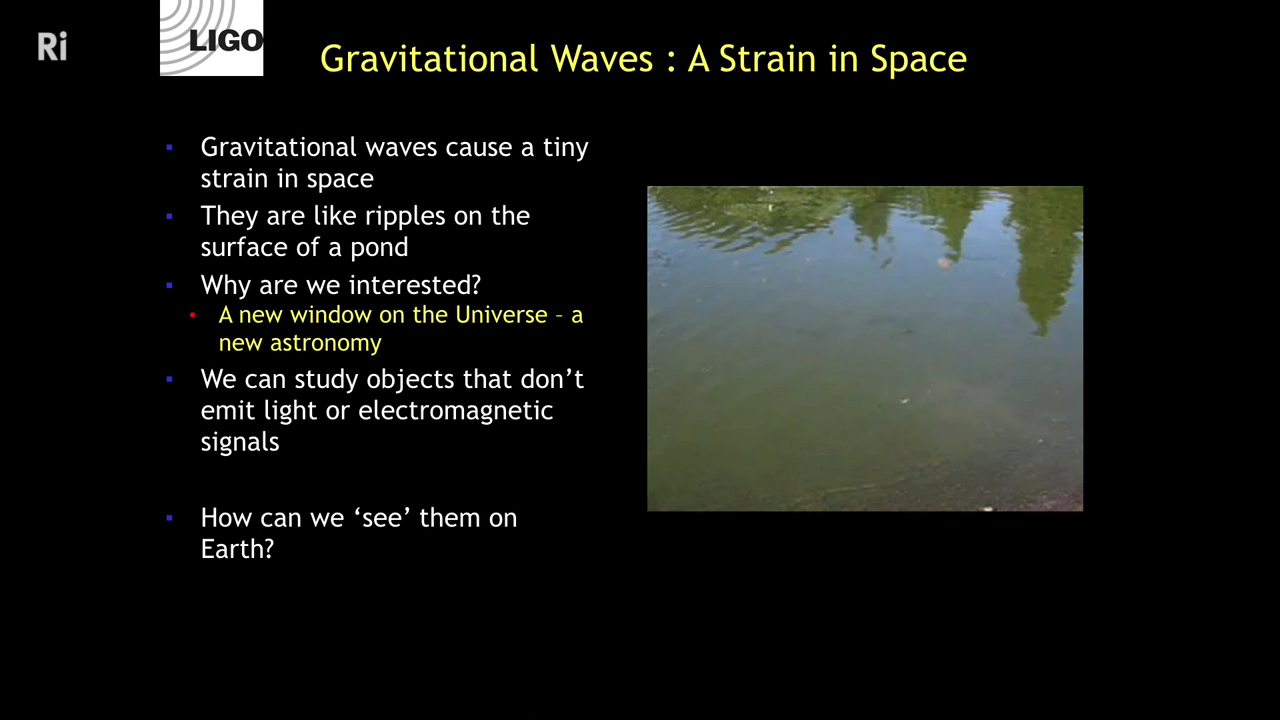 Ri
LIGO
Gravitational Waves : A Strain in Space
Gravitational waves cause a tiny
strain in space
They are like ripples on the
surface of a pond
Why are we interested?
A new window on the Universe – a
new astronomy
We can study objects that don’t
emit light or electromagnetic
signals
How can we ‘see’ them on
Earth?